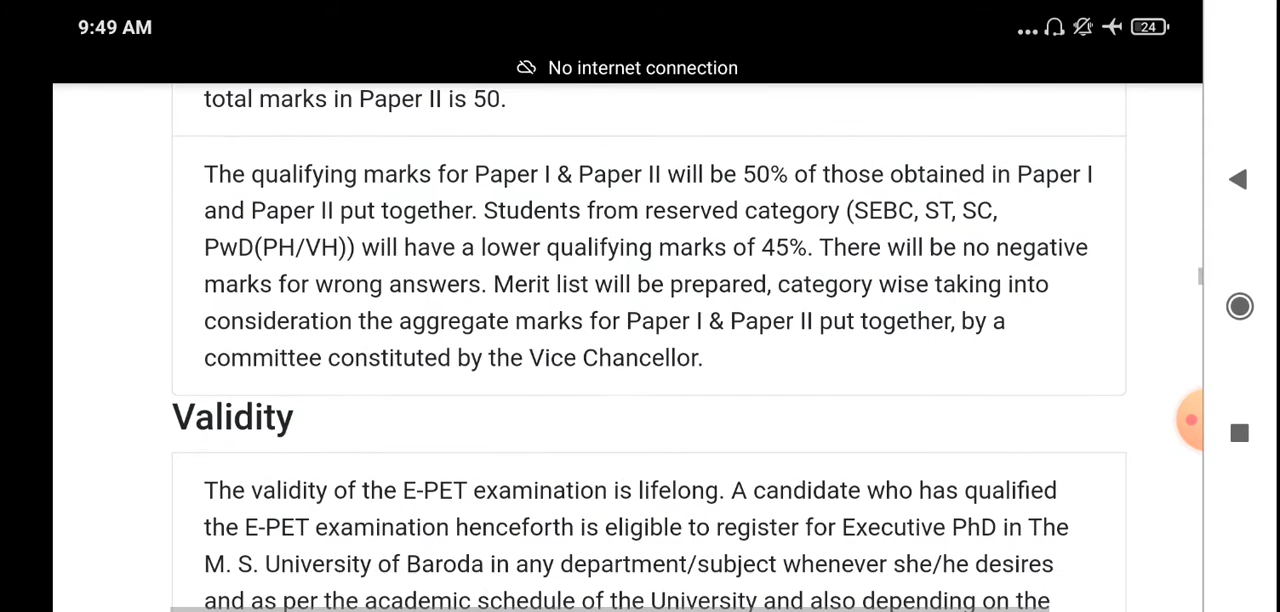 9:49 AM
24
No internet connection
total marks in Paper II is 50.
The qualifying marks for Paper I & Paper II will be 50% of those obtained in Paper I
and Paper II put together. Students from reserved category (SEBC, ST, SC,
PwD(PH/VH)) will have a lower qualifying marks of 45%. There will be no negative
marks for wrong answers. Merit list will be prepared, category wise taking into
consideration the aggregate marks for Paper I & Paper II put together, by a
committee constituted by the Vice Chancellor.
Validity
The validity of the E-PET examination is lifelong. A candidate who has qualified
the E-PET examination henceforth is eligible to register for Executive PhD in The
M. S. University of Baroda in any department/subject whenever she/he desires
and as per the academic schedule of the University and also depending on the